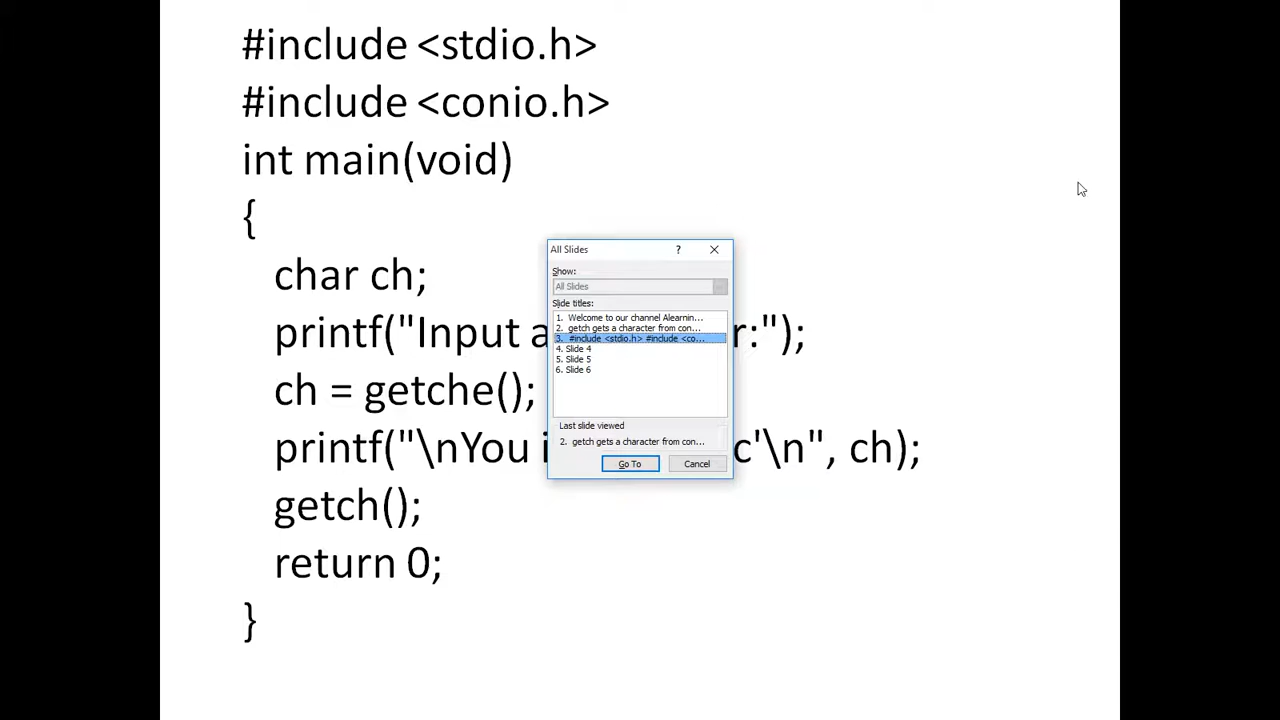 #include <stdio.h>
#include <conio.h>
int main(void)
{
char ch;
printf("Input a r:");
ch = getche();
printf("\nYou i c'\n", ch);
getch();
return 0;
}
All Slides
?
Show:
All Slides
Slide titles:
1. Welcome to our channel Alearnin...
2. getch gets a character from con...
3. #include <stdio.h> #include <co...
4. Slide 4
5. Slide 5
6. Slide 6
Last slide viewed
2. getch gets a character from con...
Go To Cancel